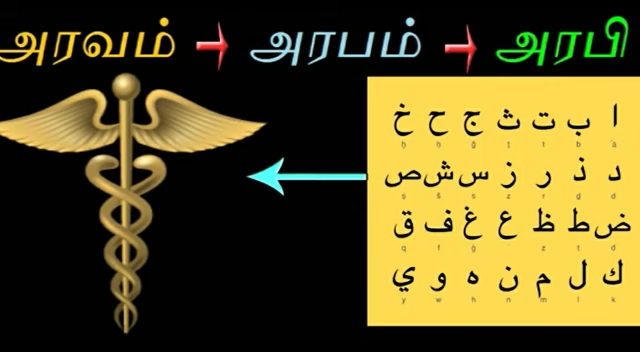 அரவம் அரபம் அரபி
ا ب ت ث ج ح خ
د ذ ر ز س ش ص
ض ط ظ ع غ ف ق
ك ل م ن ه و ي
y w h n m l k